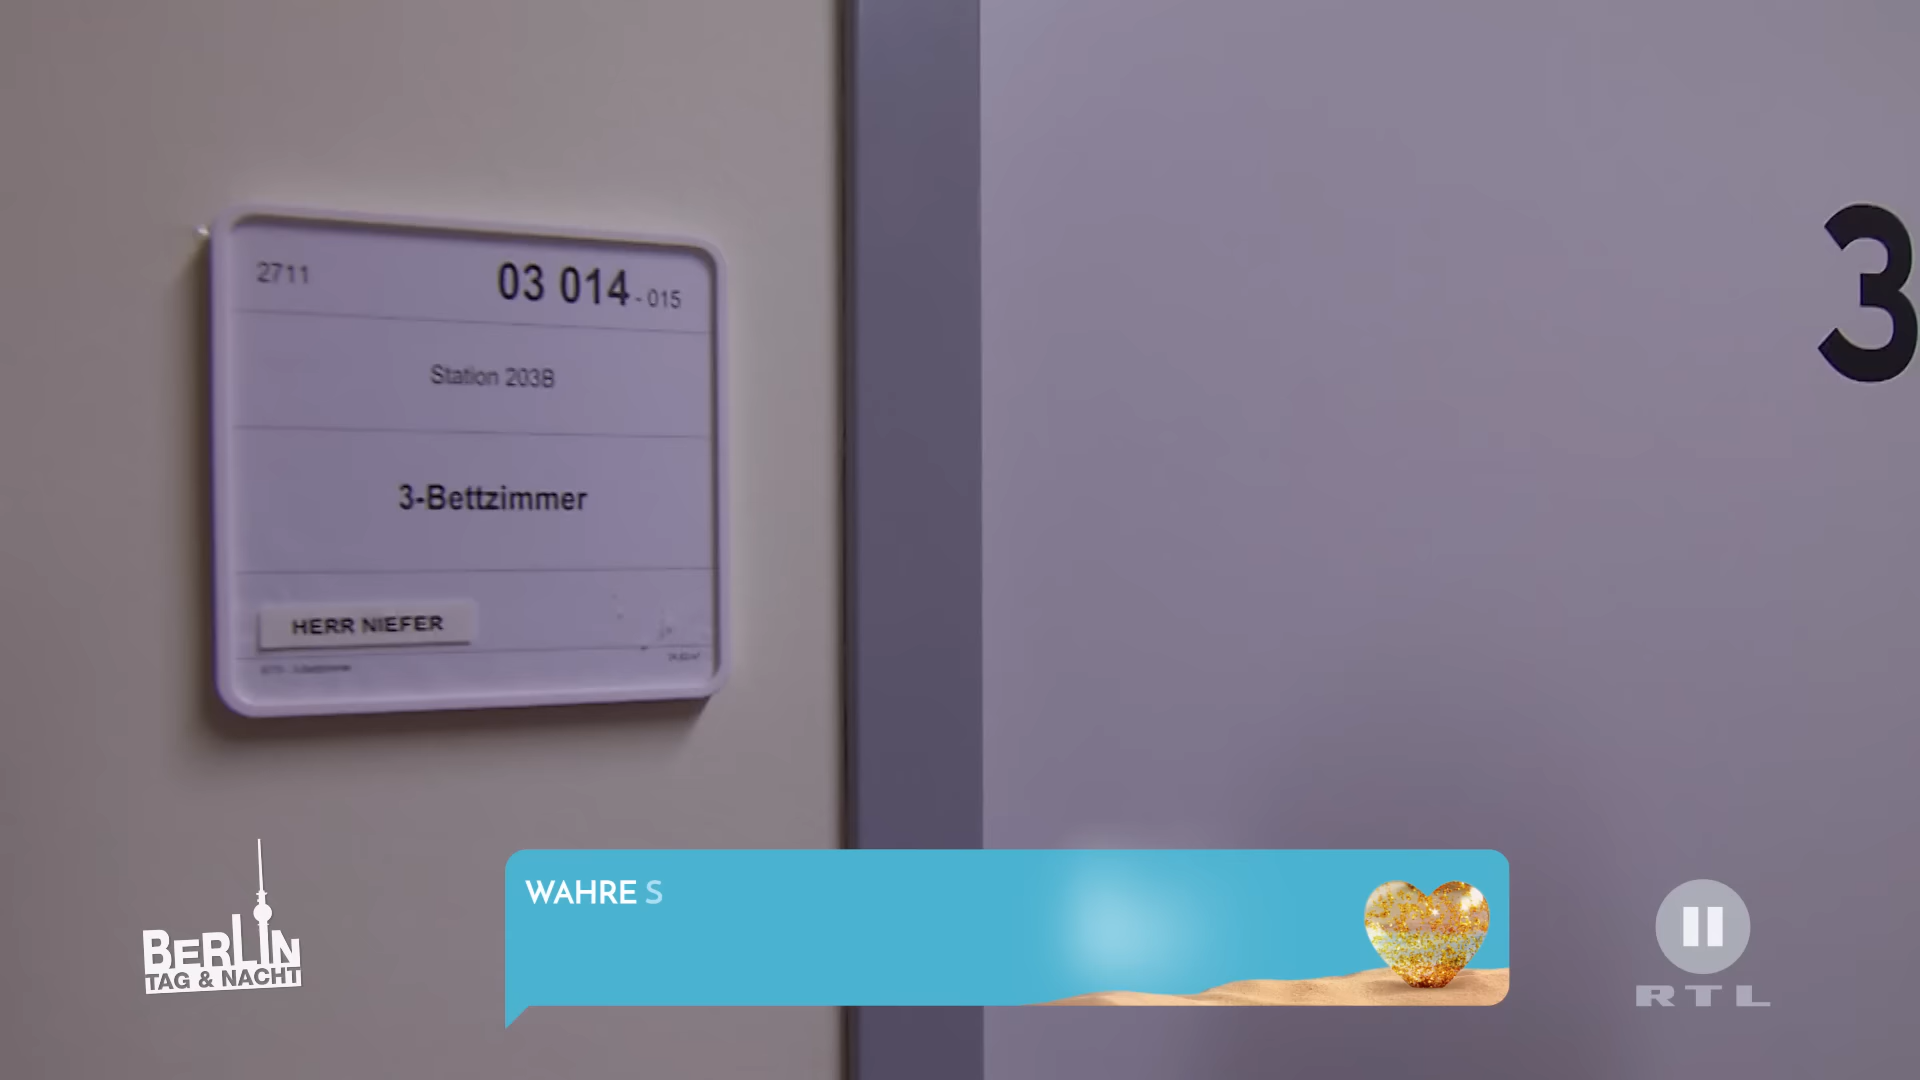 2711
03 014 - 015
Station 203B
3-Bettzimmer
HERR NIEFER
3
WAHRE S
BERLIN
TAG & NACHT
RTL